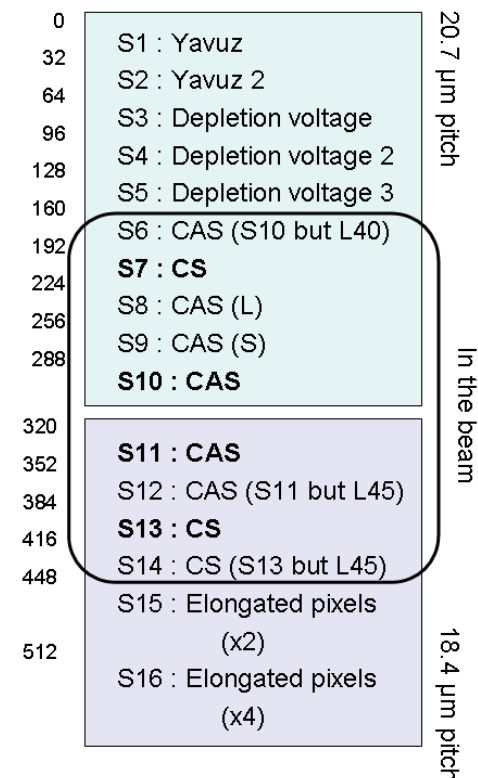 0
32
64
96
128
160
192
224
256
288
320
352
384
416
448
512
S1 : Yavuz
S2 : Yavuz 2
S3 : Depletion voltage
S4 : Depletion voltage 2
S5 : Depletion voltage 3
S6 : CAS (S10 but L40)
S7 : CS
S8 : CAS (L)
S9 : CAS (S)
S10 : CAS
S11 : CAS
S12 : CAS (S11 but L45)
S13 : CS
S14 : CS (S13 but L45)
S15 : Elongated pixels
(x2)
S16 : Elongated pixels
(x4)
20.7 μm pitch
In the beam
18.4 μm pitch